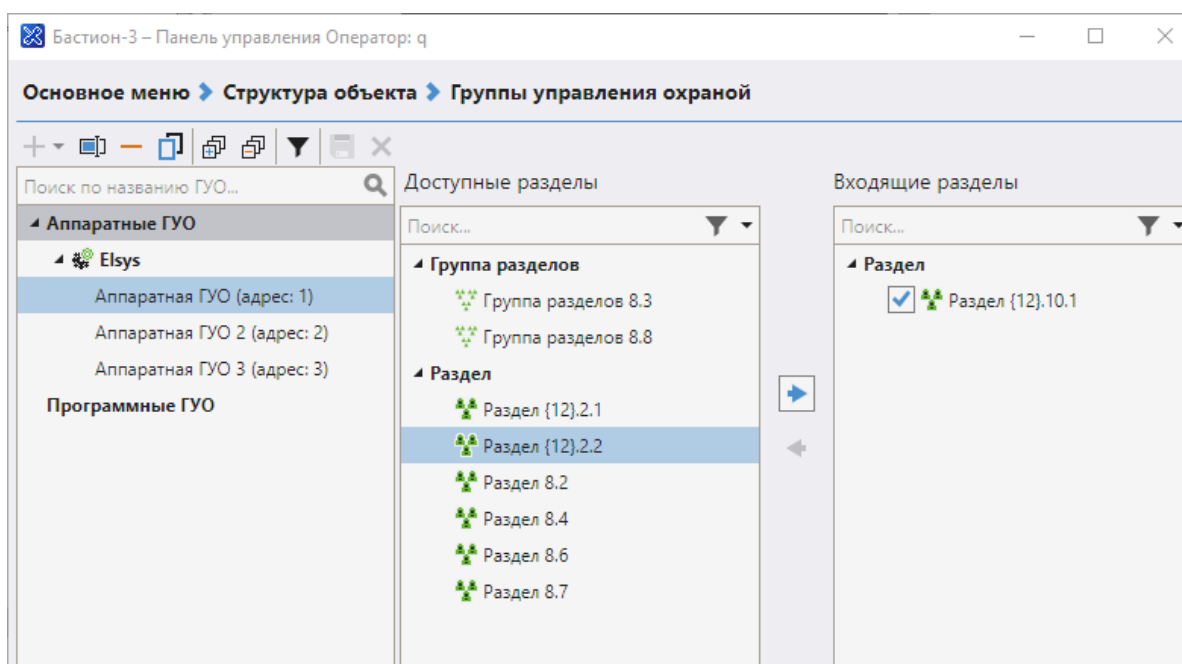 Бастион-3 – Панель управления Оператор: q
Основное меню Структура объекта Группы управления охраной
Поиск по названию ГУО...
Аппаратные ГУО
Elsys
Аппаратная ГУО (адрес: 1)
Аппаратная ГУО 2 (адрес: 2)
Аппаратная ГУО 3 (адрес: 3)
Программные ГУО
Доступные разделы
Поиск...
Группа разделов
Группа разделов 8.3
Группа разделов 8.8
Раздел
Раздел {12}.2.1
Раздел {12}.2.2
Раздел 8.2
Раздел 8.4
Раздел 8.6
Раздел 8.7
Входящие разделы
Поиск...
Раздел
Раздел {12}.10.1